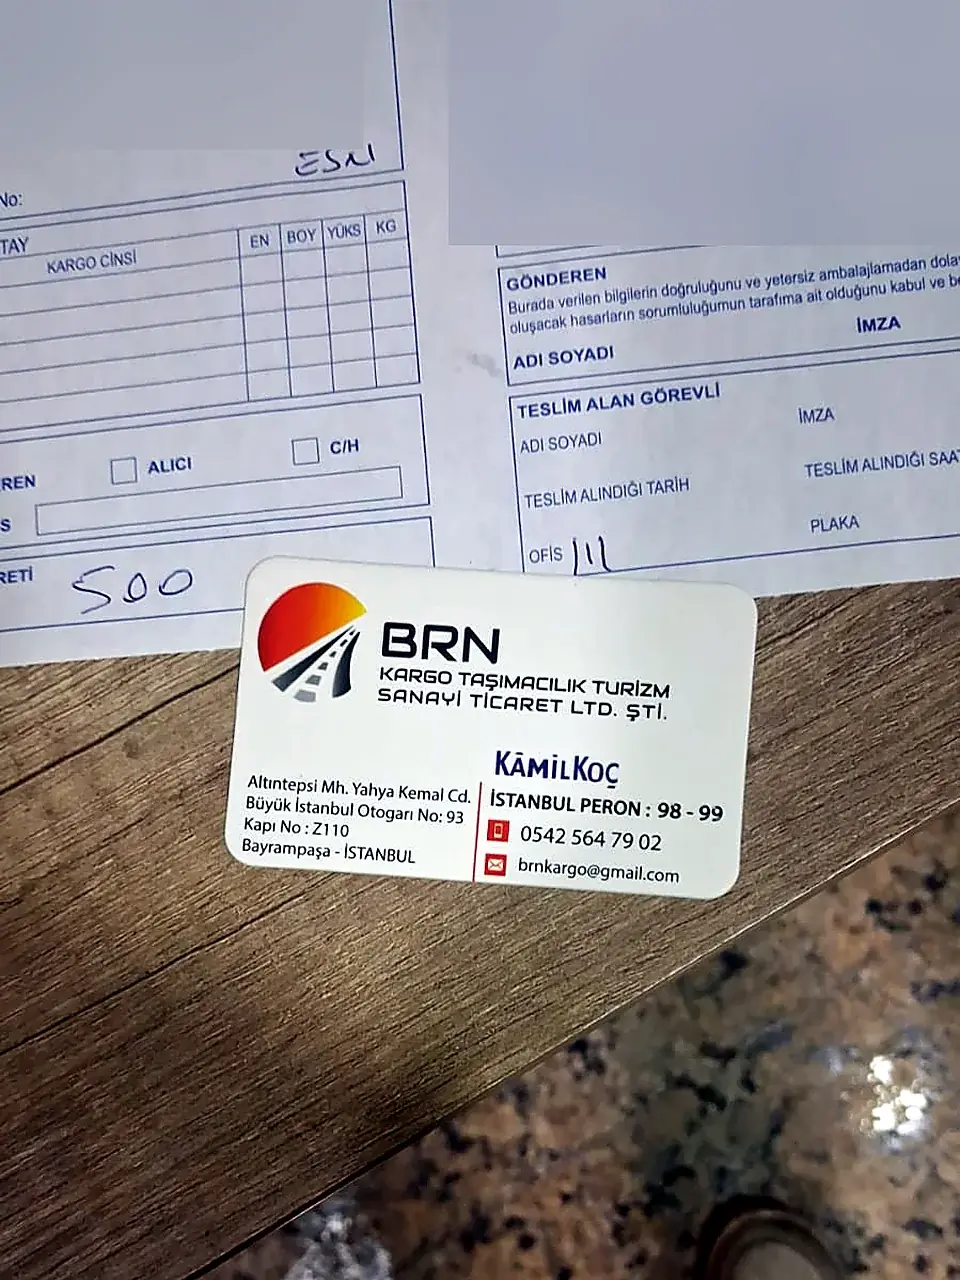 ESN
No:
TAY
KARGO CİNSİ
EN BOY YÜKS KG
REN ALICI C/H
S
RETİ 500
GÖNDEREN
Burada verilen bilgilerin doğruluğunu ve yetersiz ambalajlamadan dola
oluşacak hasarların sorumluluğumun tarafıma ait olduğunu kabul ve be
İMZA
ADI SOYADI
TESLİM ALAN GÖREVLİ
ADI SOYADI İMZA
TESLİM ALINDIĞI TARİH TESLİM ALINDIĞI SAAT
PLAKA
OFİS
BRN
KARGO TAŞIMACILIK TURİZM
SANAYİ TİCARET LTD. ŞTİ.
Altıntepsi Mh. Yahya Kemal Cd.
Büyük İstanbul Otogarı No: 93
Kapı No : Z110
Bayrampaşa - İSTANBUL
KÂMİLKOÇ
İSTANBUL PERON : 98 - 99
0542 564 79 02
brnkargo@gmail.com